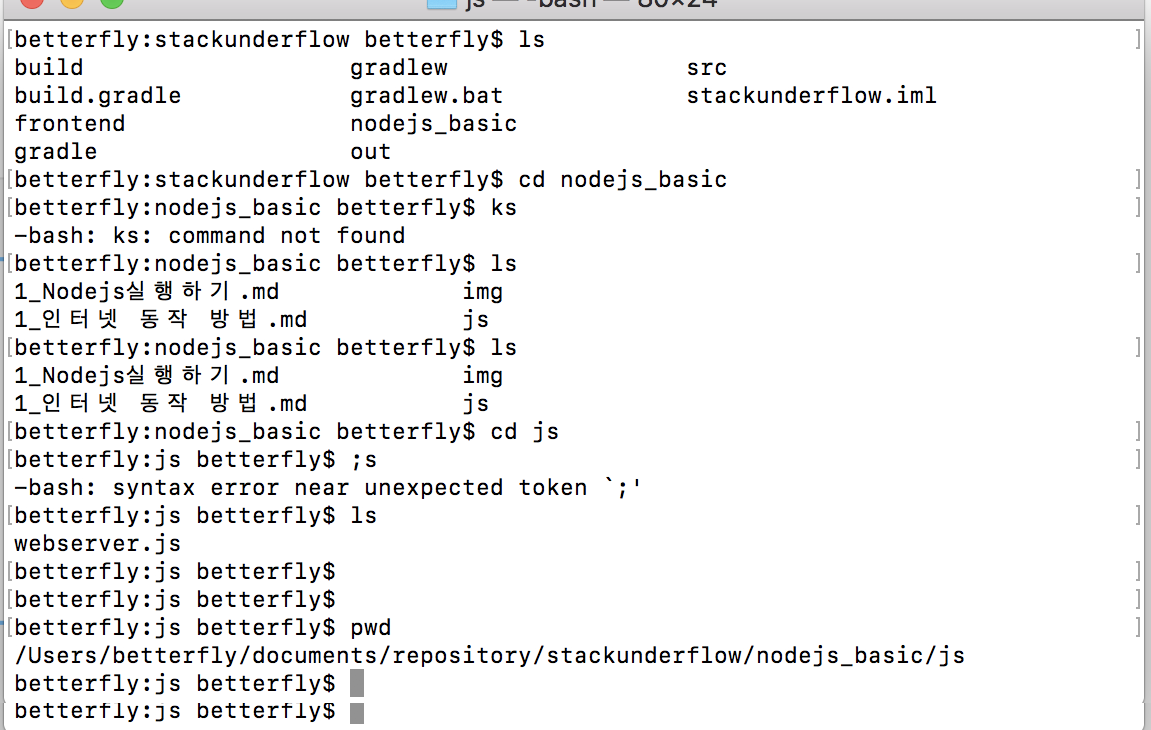 js — -bash — 80×24
betterfly:stackunderflow betterfly$ ls
build gradlew src
build.gradle gradlew.bat stackunderflow.iml
frontend nodejs_basic
gradle out
betterfly:stackunderflow betterfly$ cd nodejs_basic
betterfly:nodejs_basic betterfly$ ks
-bash: ks: command not found
betterfly:nodejs_basic betterfly$ ls
1_Nodejs실행하기.md img
1_인터넷 동작 방법.md js
betterfly:nodejs_basic betterfly$ ls
1_Nodejs실행하기.md img
1_인터넷 동작 방법.md js
betterfly:nodejs_basic betterfly$ cd js
betterfly:js betterfly$ ;s
-bash: syntax error near unexpected token `;'
betterfly:js betterfly$ ls
webserver.js
betterfly:js betterfly$
betterfly:js betterfly$
betterfly:js betterfly$ pwd
/Users/betterfly/documents/repository/stackunderflow/nodejs_basic/js
betterfly:js betterfly$
betterfly:js betterfly$